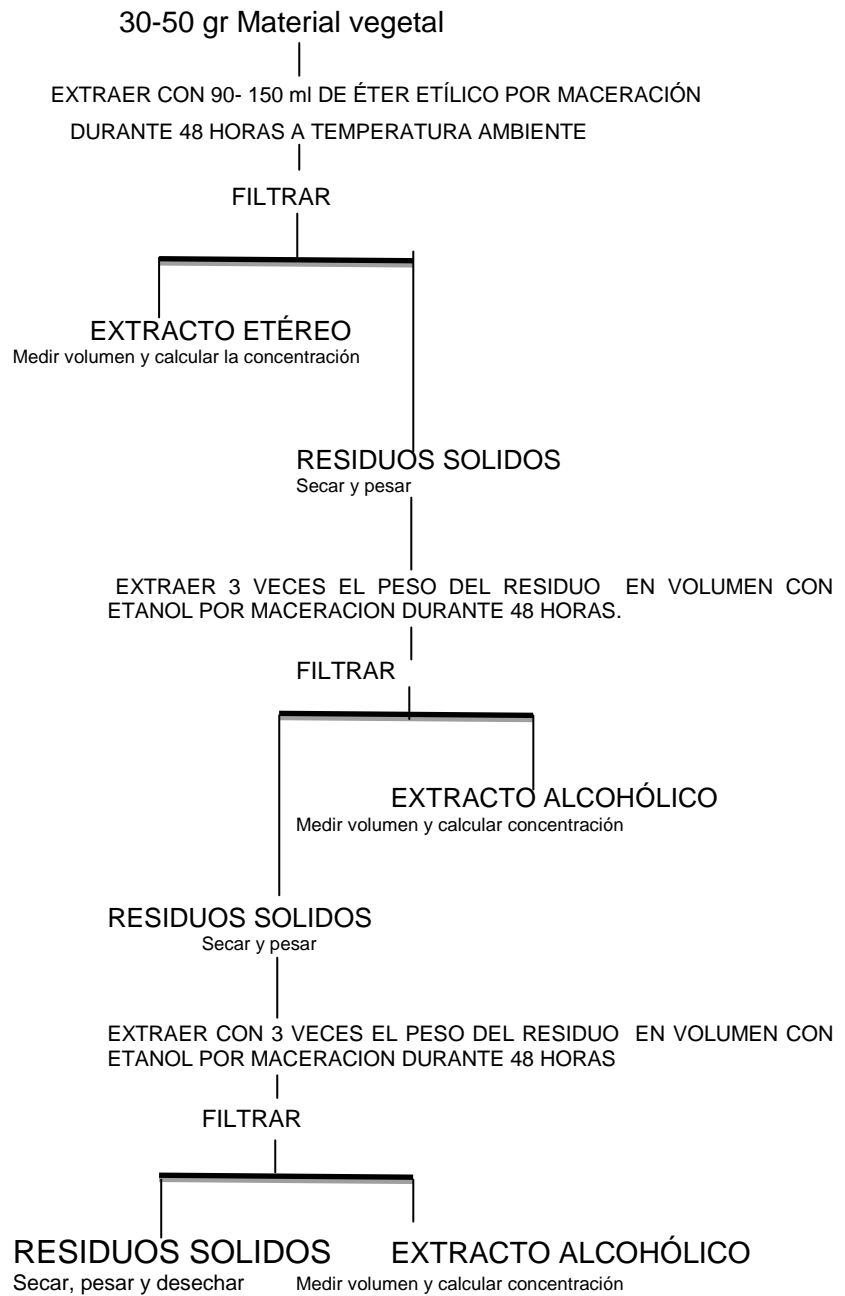 30-50 gr Material vegetal
EXTRAER CON 90- 150 ml DE ÉTER ETÍLICO POR MACERACIÓN
DURANTE 48 HORAS A TEMPERATURA AMBIENTE
FILTRAR
EXTRACTO ETÉREO
Medir volumen y calcular la concentración
RESIDUOS SOLIDOS
Secar y pesar
EXTRAER 3 VECES EL PESO DEL RESIDUO EN VOLUMEN CON
ETANOL POR MACERACION DURANTE 48 HORAS.
FILTRAR
EXTRACTO ALCOHÓLICO
Medir volumen y calcular concentración
RESIDUOS SOLIDOS
Secar y pesar
EXTRAER CON 3 VECES EL PESO DEL RESIDUO EN VOLUMEN CON
ETANOL POR MACERACION DURANTE 48 HORAS
FILTRAR
RESIDUOS SOLIDOS EXTRACTO ALCOHÓLICO
Secar, pesar y desechar Medir volumen y calcular concentración